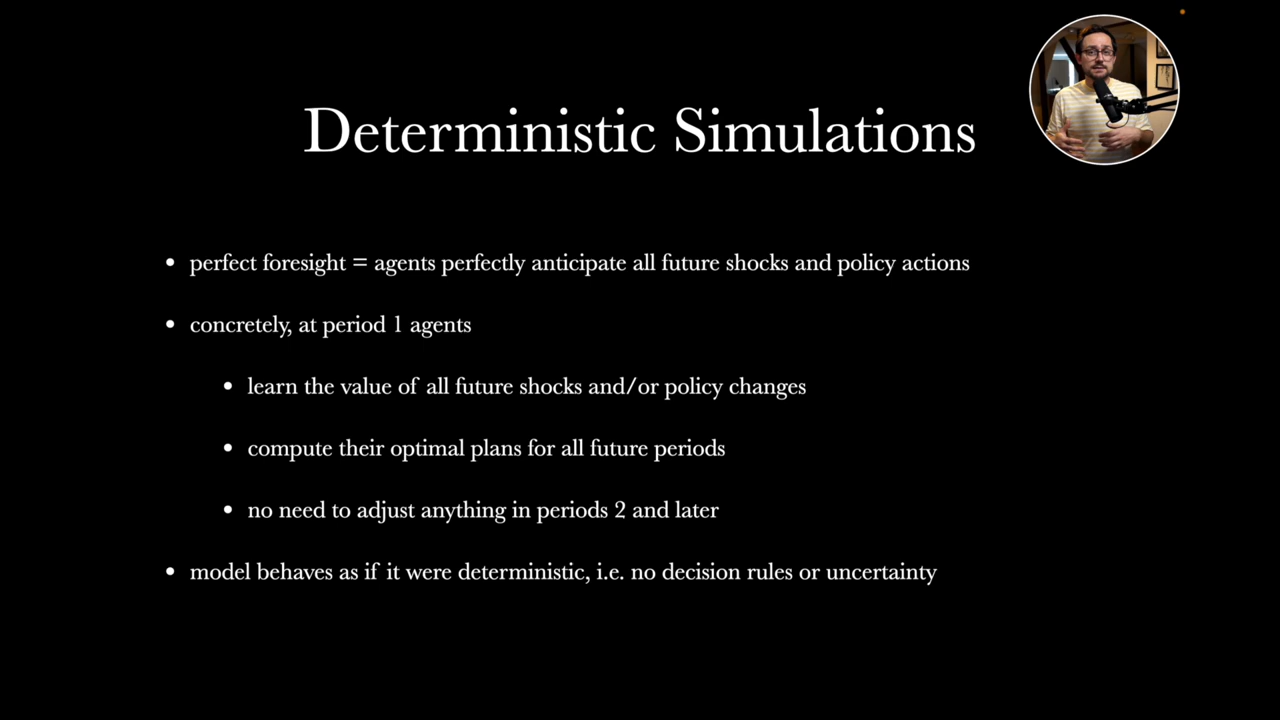 Deterministic Simulations
• perfect foresight = agents perfectly anticipate all future shocks and policy actions
• concretely, at period 1 agents
• learn the value of all future shocks and/or policy changes
• compute their optimal plans for all future periods
• no need to adjust anything in periods 2 and later
• model behaves as if it were deterministic, i.e. no decision rules or uncertainty